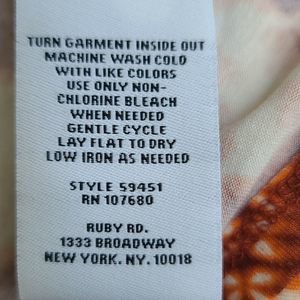 TURN GARMENT INSIDE OUT
MACHINE WASH COLD
WITH LIKE COLORS
USE ONLY NON-
CHLORINE BLEACH
WHEN NEEDED
GENTLE CYCLE
LAY FLAT TO DRY
LOW IRON AS NEEDED
STYLE 59451
RN 107680
RUBY RD.
1333 BROADWAY
NEW YORK. NY. 10018